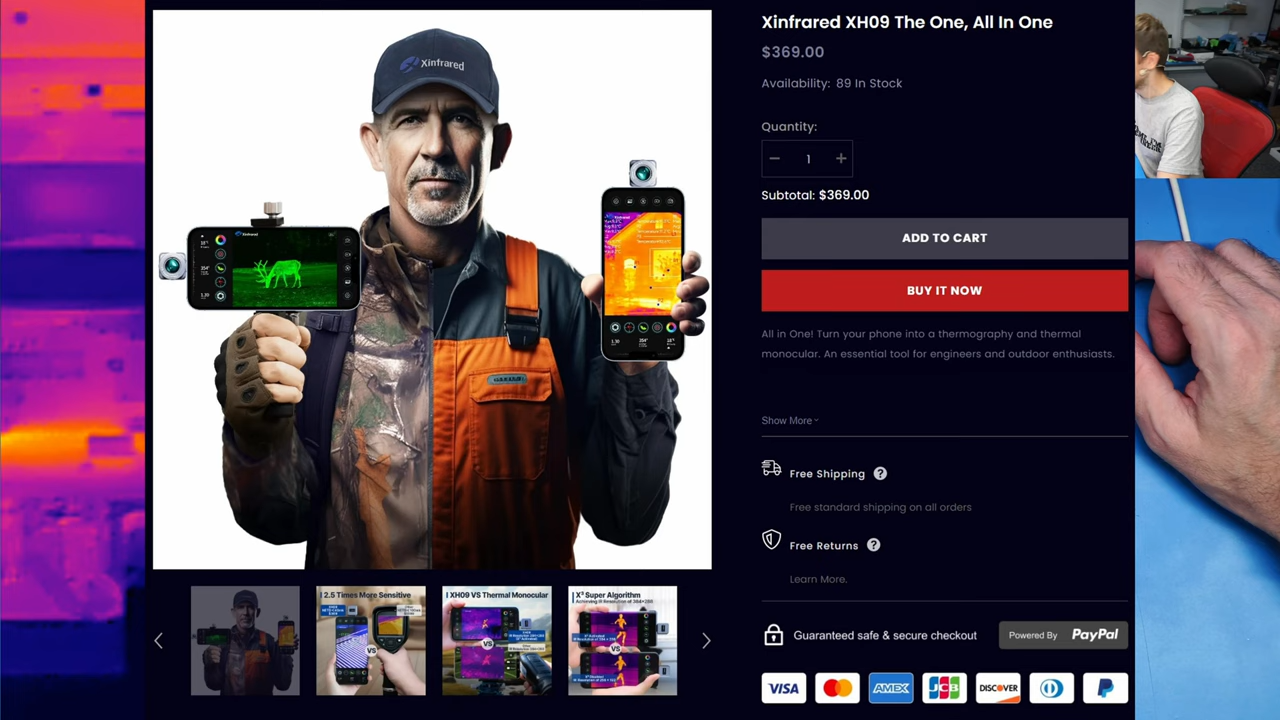 Xinfrared XH09 The One, All In One
$369.00
Availability: 89 In Stock
Quantity:
1
Subtotal: $369.00
ADD TO CART
BUY IT NOW
All in One! Turn your phone into a thermography and thermal
monocular. An essential tool for engineers and outdoor enthusiasts.
Show More
Free Shipping
Free standard shipping on all orders
Free Returns
Learn More.
Guaranteed safe & secure checkout
Powered By PayPal
VISA
AMEX
JCB
DISCOVER
Xinfrared
2.5 Times More Sensitive
VS
XH09 VS Thermal Monocular
VS
X³ Super Algorithm
VS